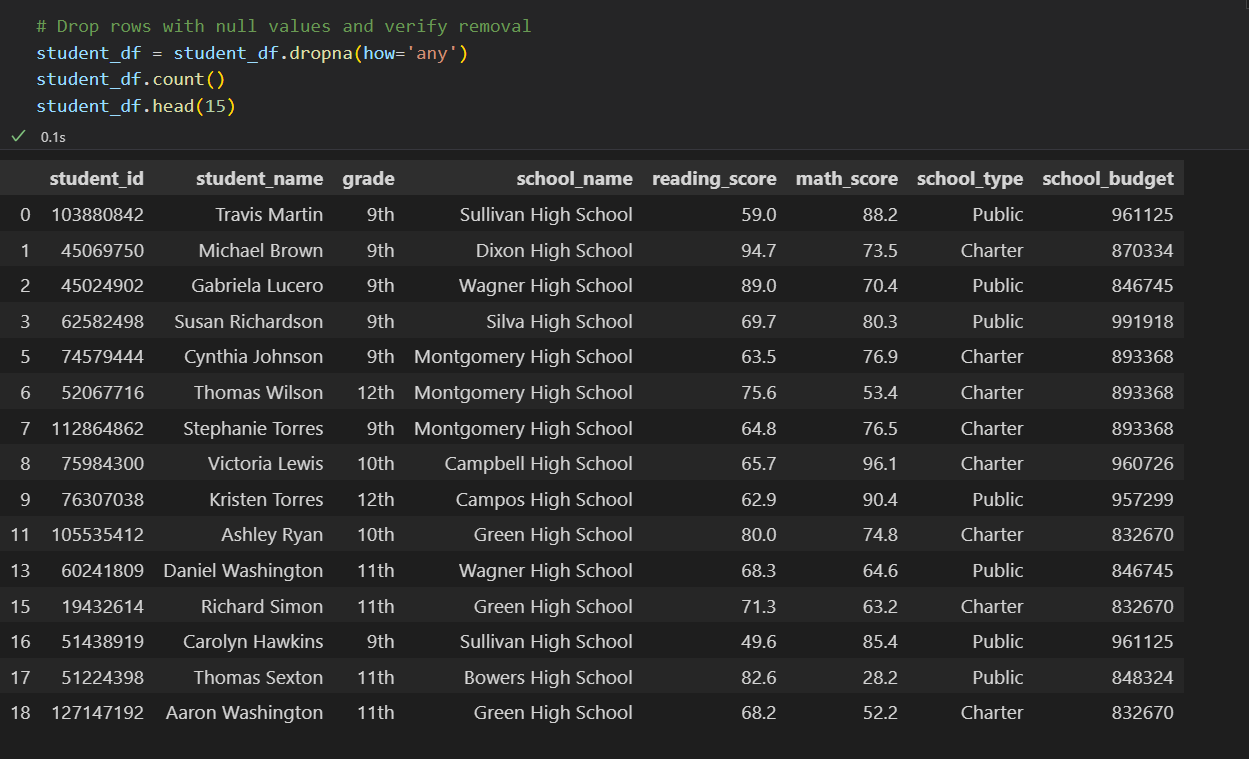 # Drop rows with null values and verify removal
student_df = student_df.dropna(how='any')
student_df.count()
student_df.head(15)
0.1s
student_id student_name grade school_name reading_score math_score school_type school_budget
0 103880842 Travis Martin 9th Sullivan High School 59.0 88.2 Public 961125
1 45069750 Michael Brown 9th Dixon High School 94.7 73.5 Charter 870334
2 45024902 Gabriela Lucero 9th Wagner High School 89.0 70.4 Public 846745
3 62582498 Susan Richardson 9th Silva High School 69.7 80.3 Public 991918
5 74579444 Cynthia Johnson 9th Montgomery High School 63.5 76.9 Charter 893368
6 52067716 Thomas Wilson 12th Montgomery High School 75.6 53.4 Charter 893368
7 112864862 Stephanie Torres 9th Montgomery High School 64.8 76.5 Charter 893368
8 75984300 Victoria Lewis 10th Campbell High School 65.7 96.1 Charter 960726
9 76307038 Kristen Torres 12th Campos High School 62.9 90.4 Public 957299
11 105535412 Ashley Ryan 10th Green High School 80.0 74.8 Charter 832670
13 60241809 Daniel Washington 11th Wagner High School 68.3 64.6 Public 846745
15 19432614 Richard Simon 11th Green High School 71.3 63.2 Charter 832670
16 51438919 Carolyn Hawkins 9th Sullivan High School 49.6 85.4 Public 961125
17 51224398 Thomas Sexton 11th Bowers High School 82.6 28.2 Public 848324
18 127147192 Aaron Washington 11th Green High School 68.2 52.2 Charter 832670